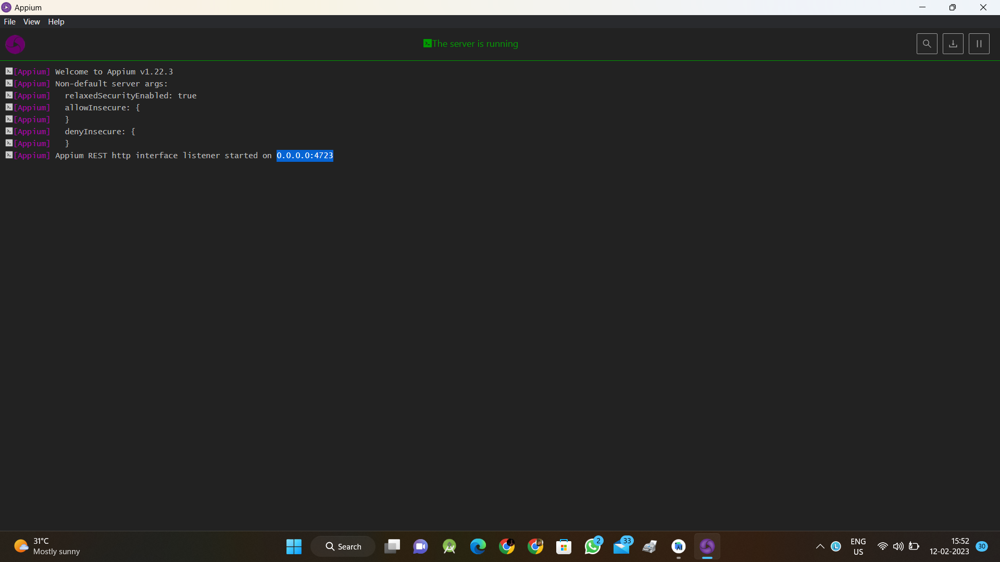 Appium
File View Help
The server is running
[Appium] Welcome to Appium v1.22.3
[Appium] Non-default server args:
[Appium]   relaxedSecurityEnabled: true
[Appium]   allowInsecure: {
[Appium]   }
[Appium]   denyInsecure: {
[Appium]   }
[Appium] Appium REST http interface listener started on 0.0.0.0:4723
31°C
Mostly sunny
Search
2
33
L
ENG
US
15:52
12-02-2023
30